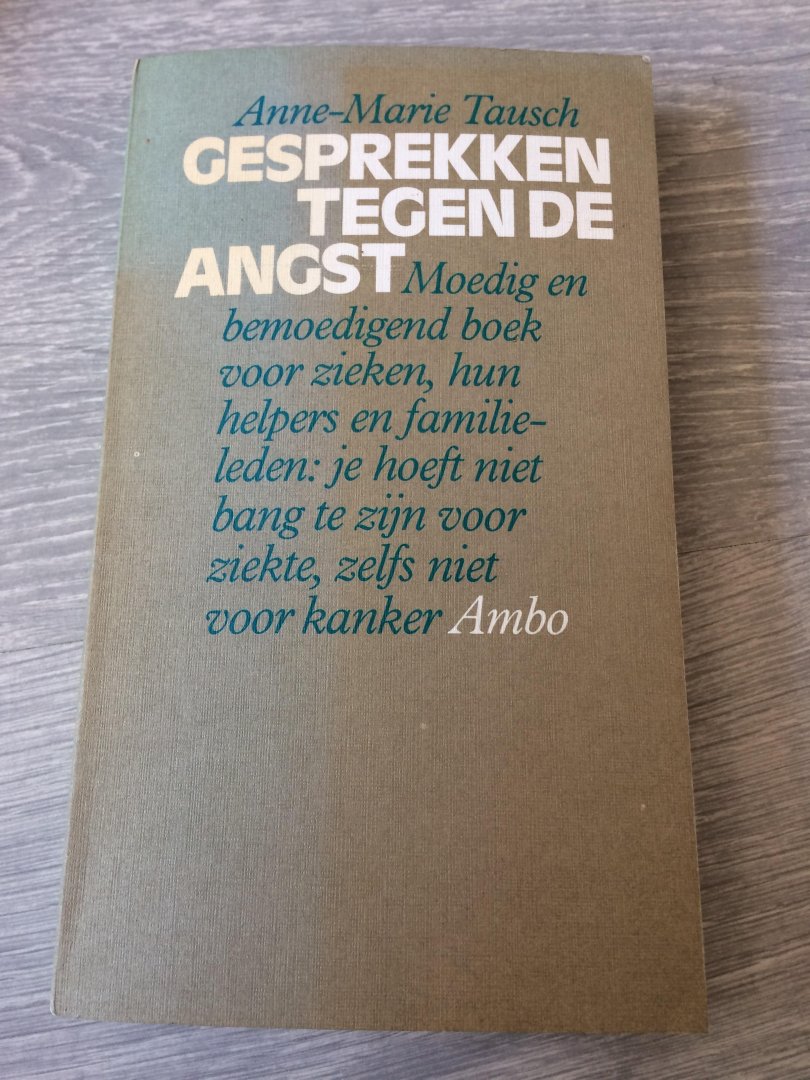 Anne-Marie Tausch
GESPREKKEN
TEGEN DE
ANGST Moedig en
bemoedigend boek
voor zieken, hun
helpers en familie-
leden: je hoeft niet
bang te zijn voor
ziekte, zelfs niet
voor kanker Ambo